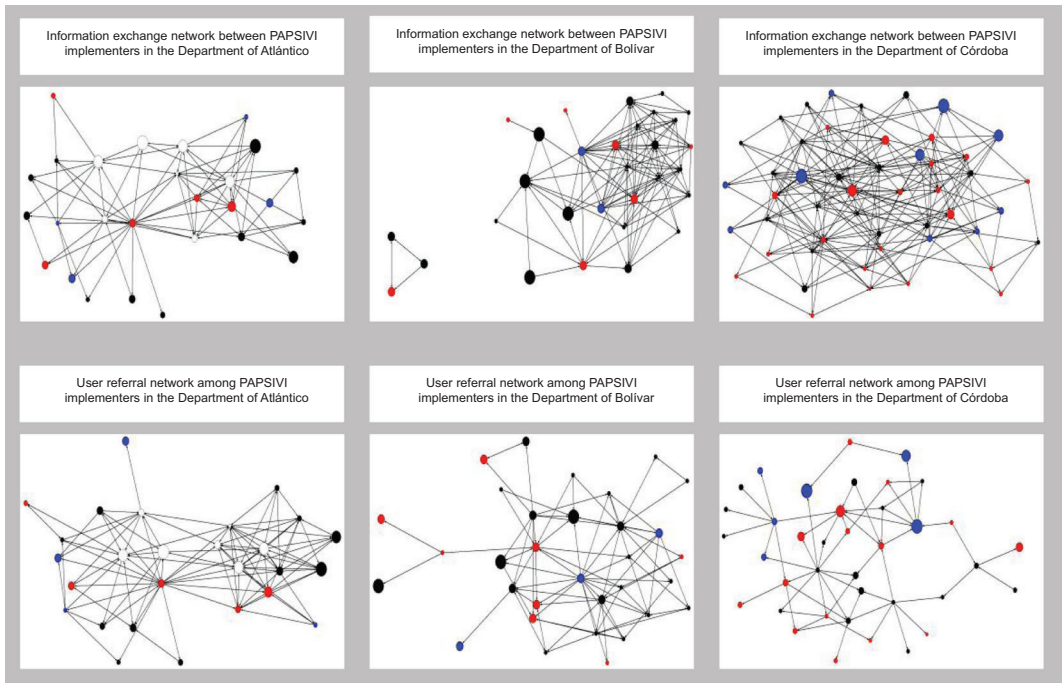 Information exchange network between PAPSIVI
implementers in the Department of Atlántico
Information exchange network between PAPSIVI
implementers in the Department of Bolívar
Information exchange network between PAPSIVI
implementers in the Department of Córdoba
User referral network among PAPSIVI
implementers in the Department of Atlántico
User referral network among PAPSIVI
implementers in the Department of Bolívar
User referral network among PAPSIVI
implementers in the Department of Córdoba